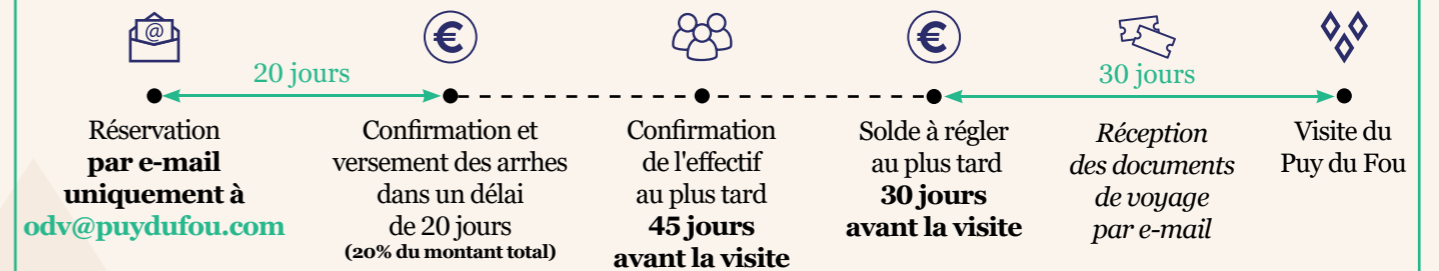 20 jours
30 jours
Réservation
par e-mail
uniquement à
odv@puydufou.com
Confirmation et
versement des arrhes
dans un délai
de 20 jours
(20% du montant total)
Confirmation
de l'effectif
au plus tard
45 jours
avant la visite
Solde à régler
au plus tard
30 jours
avant la visite
Réception
des documents
de voyage
par e-mail
Visite du
Puy du Fou